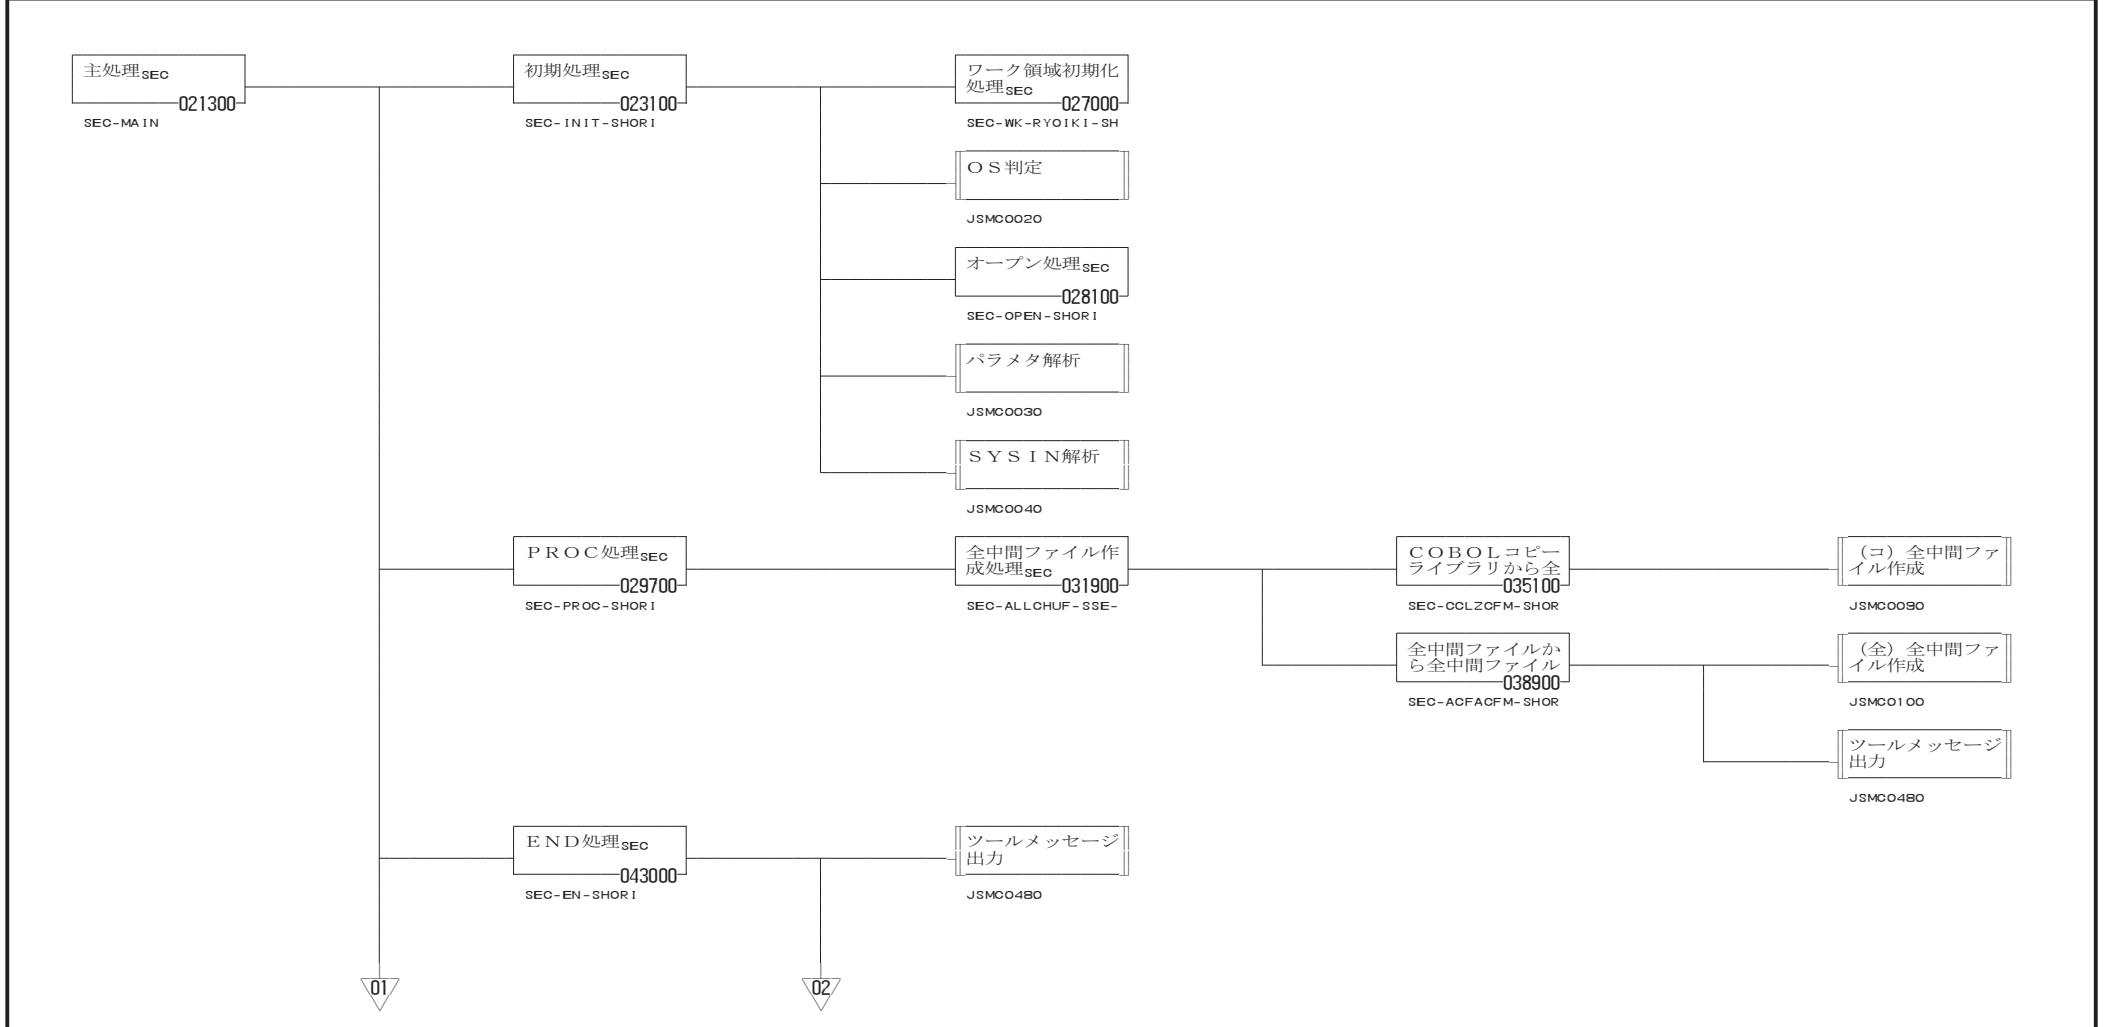 主処理SEC
021300
SEC-MAIN
初期処理SEC
023100
SEC-INIT-SHORI
ワーク領域初期化
処理SEC
027000
SEC-WK-RYOIKI-SH
ＯＳ判定
JSMC0020
オープン処理SEC
028100
SEC-OPEN-SHORI
パラメタ解析
JSMC0030
ＳＹＳＩＮ解析
JSMC0040
ＰＲＯＣ処理SEC
029700
SEC-PROC-SHORI
全中間ファイル作
成処理SEC
031900
SEC-ALLCHUF-SSE-
ＣＯＢＯＬコピー
ライブラリから全
035100
SEC-CCLZCFM-SHOR
（コ）全中間ファ
イル作成
JSMC0090
全中間ファイルか
ら全中間ファイル
038900
SEC-ACFACFM-SHOR
（全）全中間ファ
イル作成
JSMC0100
ツールメッセージ
出力
JSMC0480
ＥＮＤ処理SEC
043000
SEC-EN-SHORI
ツールメッセージ
出力
JSMC0480
01
02